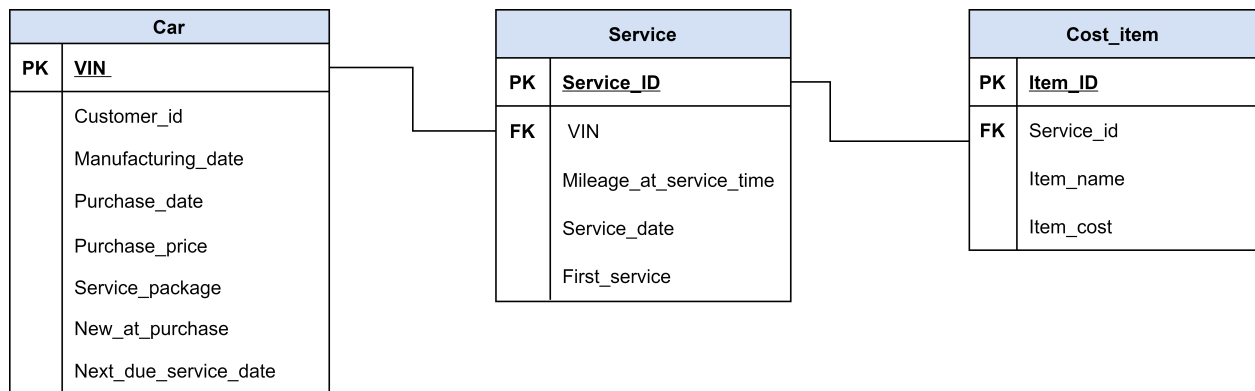 Car
PK VIN
Customer_id
Manufacturing_date
Purchase_date
Purchase_price
Service_package
New_at_purchase
Next_due_service_date
Service
PK Service_ID
FK VIN
Mileage_at_service_time
Service_date
First_service
Cost_item
PK Item_ID
FK Service_id
Item_name
Item_cost